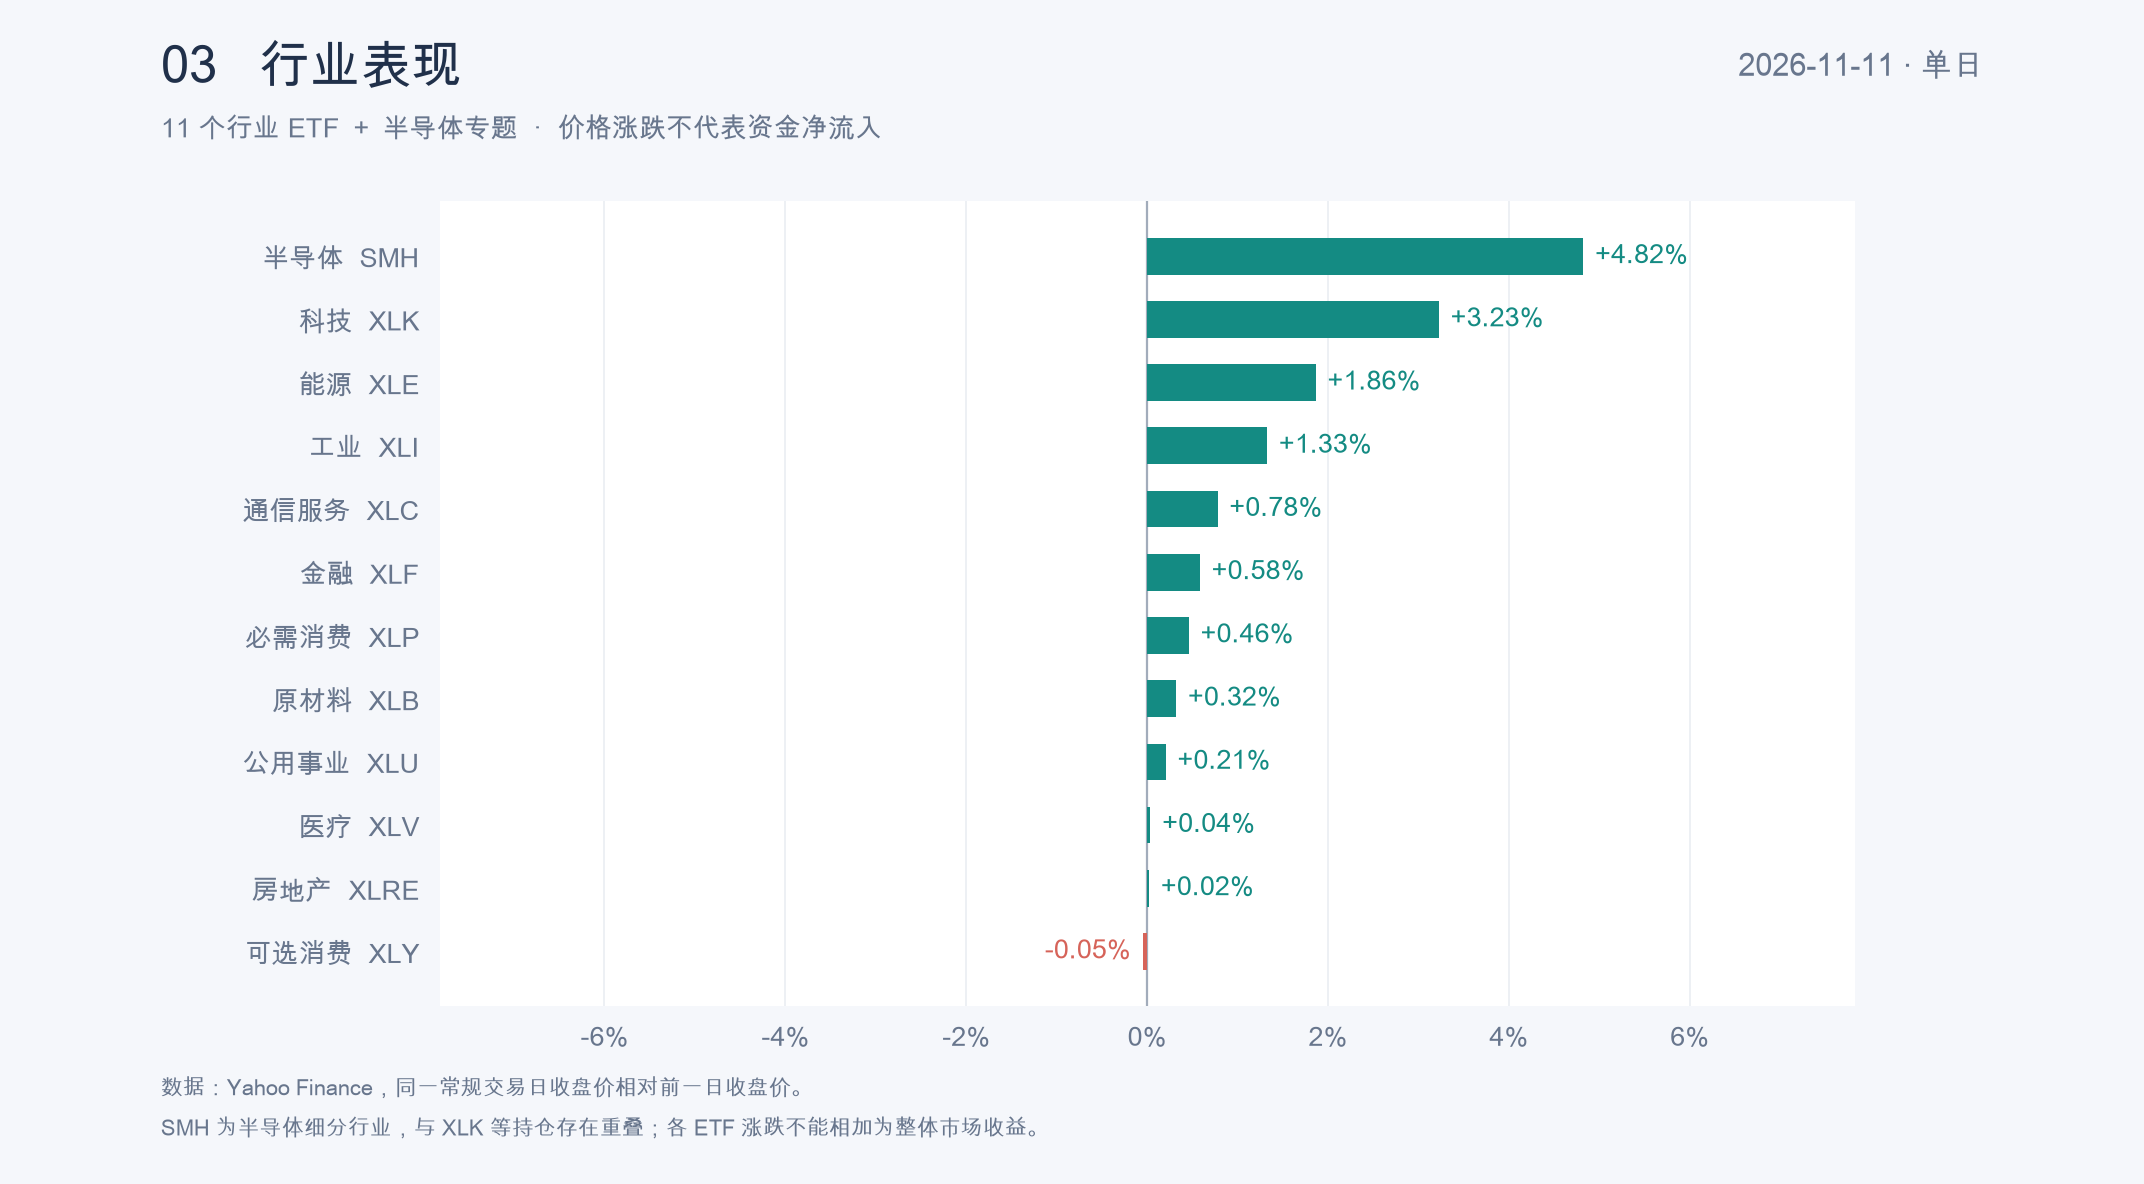 03 行业表现
2026-11-11 · 单日
11 个行业 ETF + 半导体专题 · 价格涨跌不代表资金净流入
半导体 SMH +4.82%
科技 XLK +3.23%
能源 XLE +1.86%
工业 XLI +1.33%
通信服务 XLC +0.78%
金融 XLF +0.58%
必需消费 XLP +0.46%
原材料 XLB +0.32%
公用事业 XLU +0.21%
医疗 XLV +0.04%
房地产 XLRE +0.02%
可选消费 XLY -0.05%
-6% -4% -2% 0% 2% 4% 6%
数据：Yahoo Finance，同一常规交易日收盘价相对前一日收盘价。
SMH 为半导体细分行业，与 XLK 等持仓存在重叠；各 ETF 涨跌不能相加为整体市场收益。